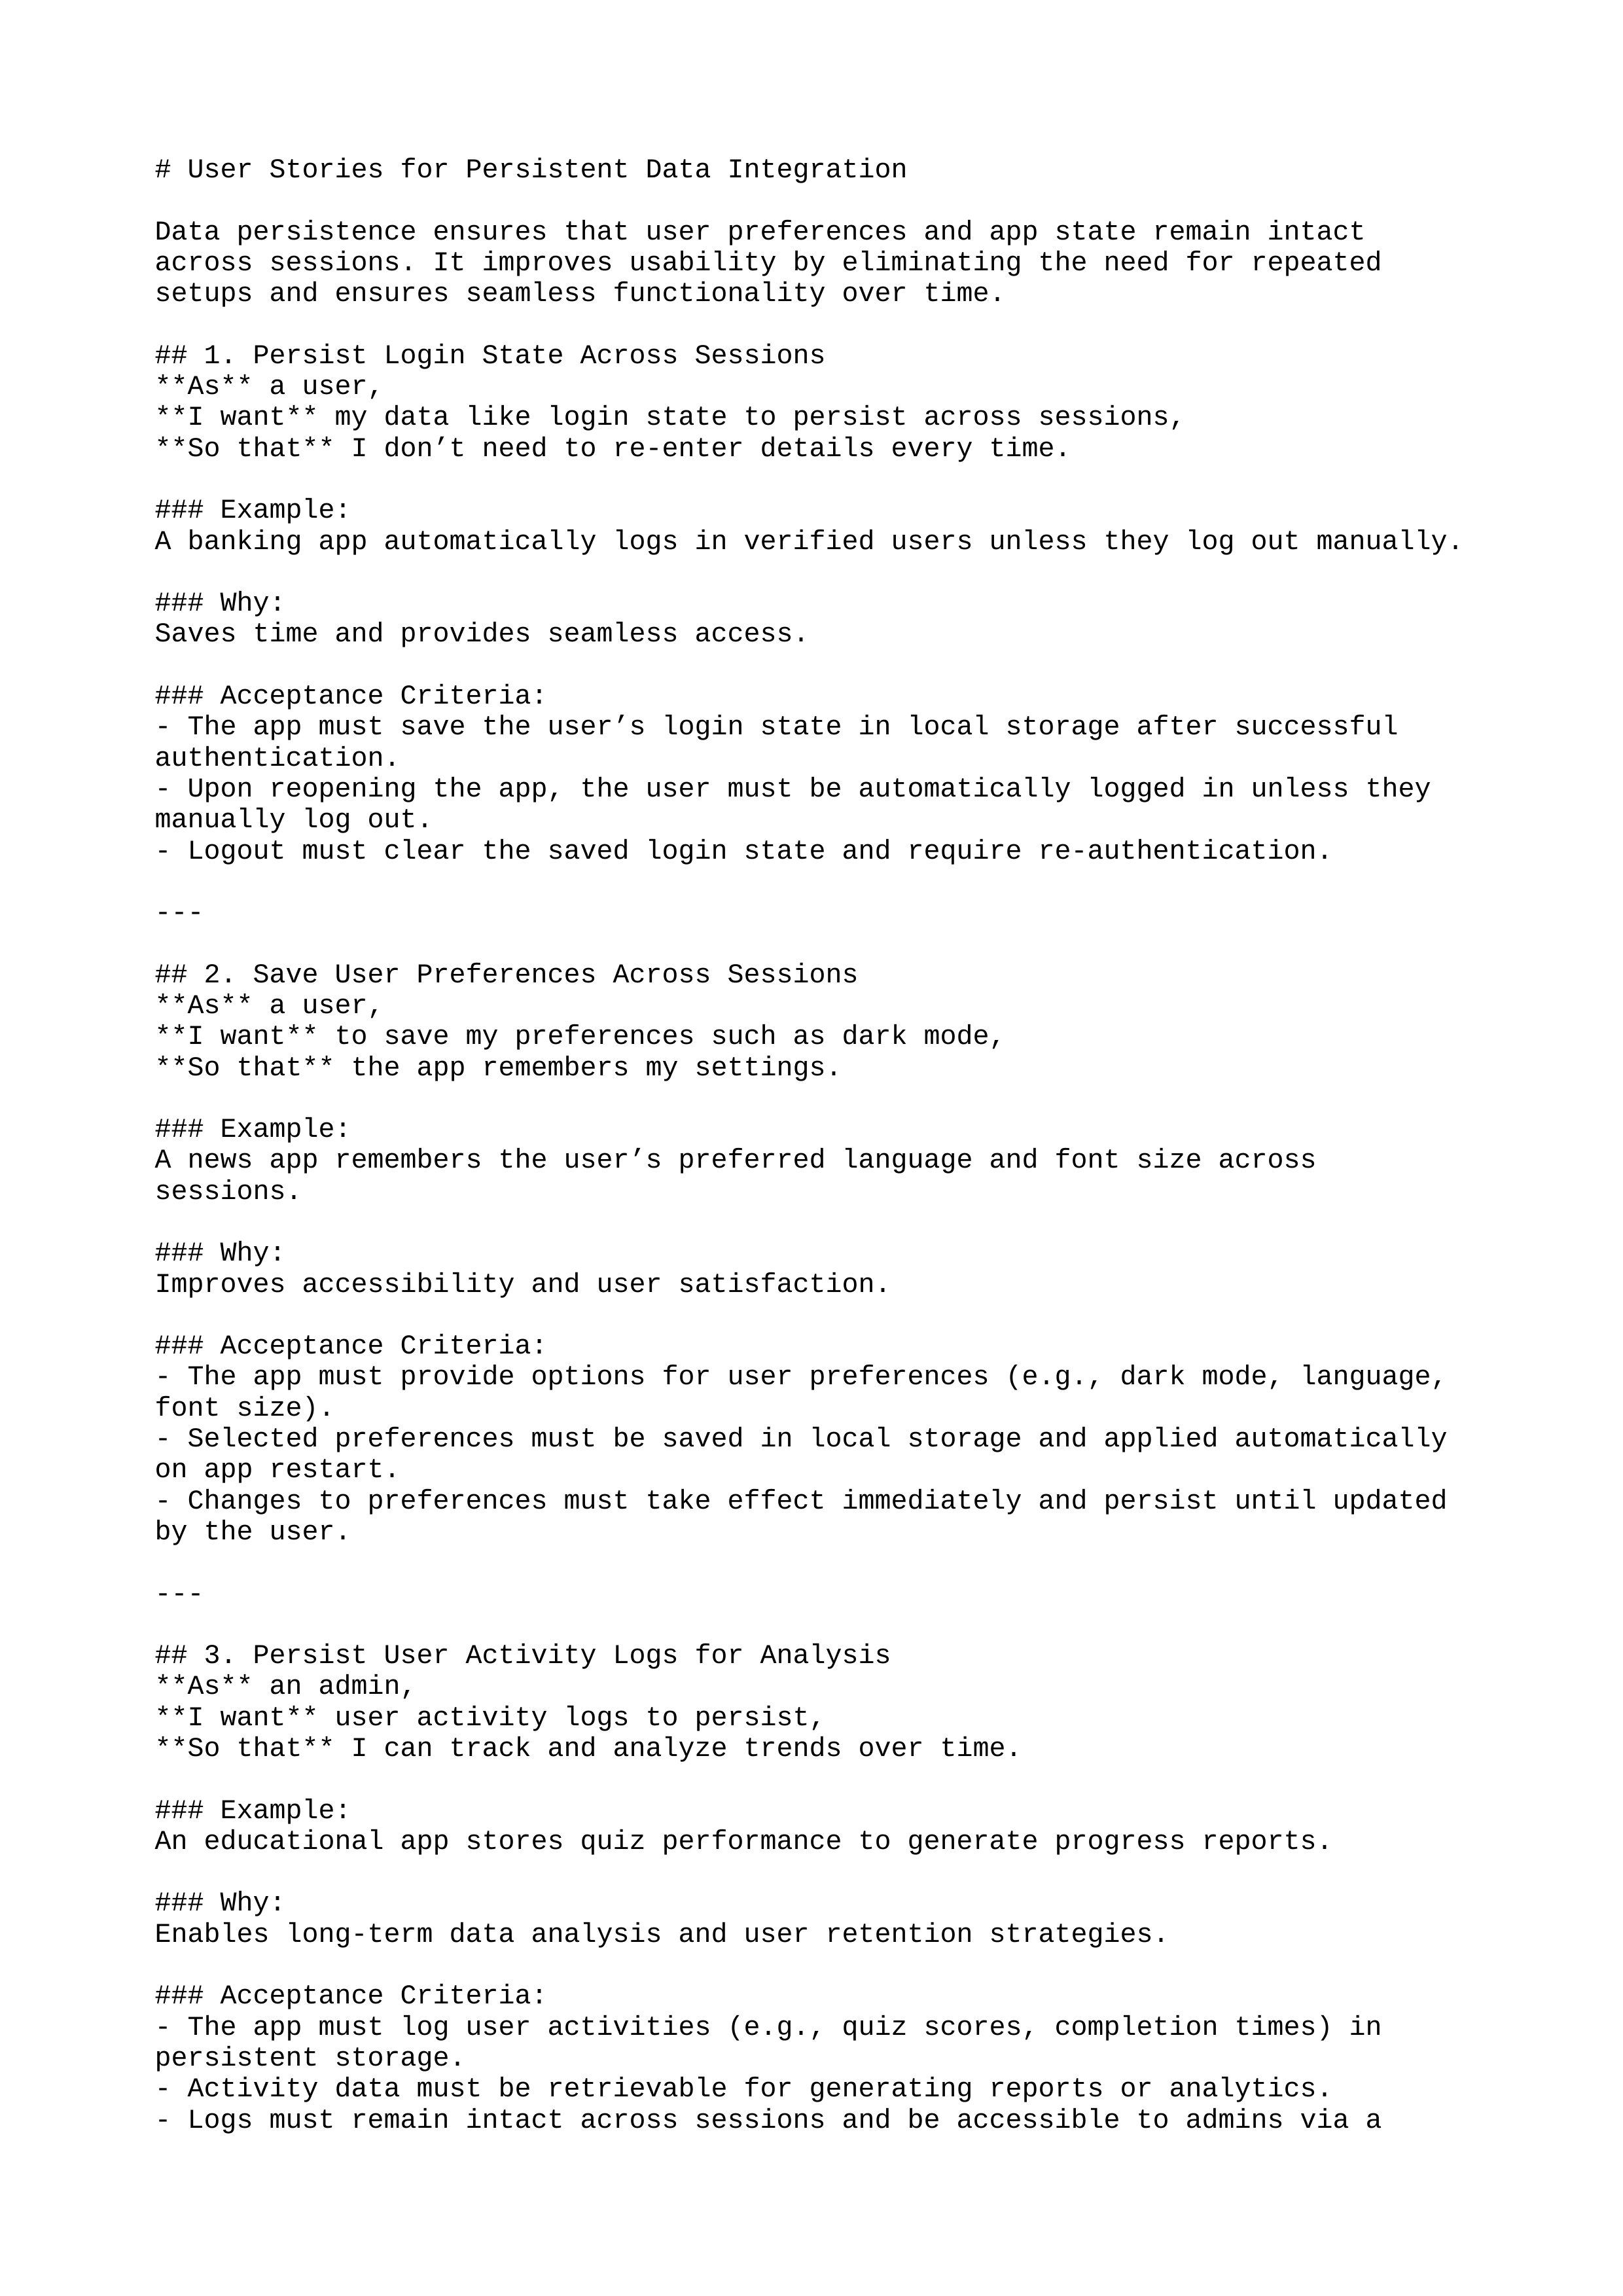 # User Stories for Persistent Data Integration
Data persistence ensures that user preferences and app state remain intact
across sessions. It improves usability by eliminating the need for repeated
setups and ensures seamless functionality over time.
## 1. Persist Login State Across Sessions
**As** a user,
**I want** my data like login state to persist across sessions,
**So that** I don’t need to re-enter details every time.
### Example:
A banking app automatically logs in verified users unless they log out manually.
### Why:
Saves time and provides seamless access.
### Acceptance Criteria:
- The app must save the user’s login state in local storage after successful
authentication.
- Upon reopening the app, the user must be automatically logged in unless they
manually log out.
- Logout must clear the saved login state and require re-authentication.
---
## 2. Save User Preferences Across Sessions
**As** a user,
**I want** to save my preferences such as dark mode,
**So that** the app remembers my settings.
### Example:
A news app remembers the user’s preferred language and font size across
sessions.
### Why:
Improves accessibility and user satisfaction.
### Acceptance Criteria:
- The app must provide options for user preferences (e.g., dark mode, language,
font size).
- Selected preferences must be saved in local storage and applied automatically
on app restart.
- Changes to preferences must take effect immediately and persist until updated
by the user.
---
## 3. Persist User Activity Logs for Analysis
**As** an admin,
**I want** user activity logs to persist,
**So that** I can track and analyze trends over time.
### Example:
An educational app stores quiz performance to generate progress reports.
### Why:
Enables long-term data analysis and user retention strategies.
### Acceptance Criteria:
- The app must log user activities (e.g., quiz scores, completion times) in
persistent storage.
- Activity data must be retrievable for generating reports or analytics.
- Logs must remain intact across sessions and be accessible to admins via a